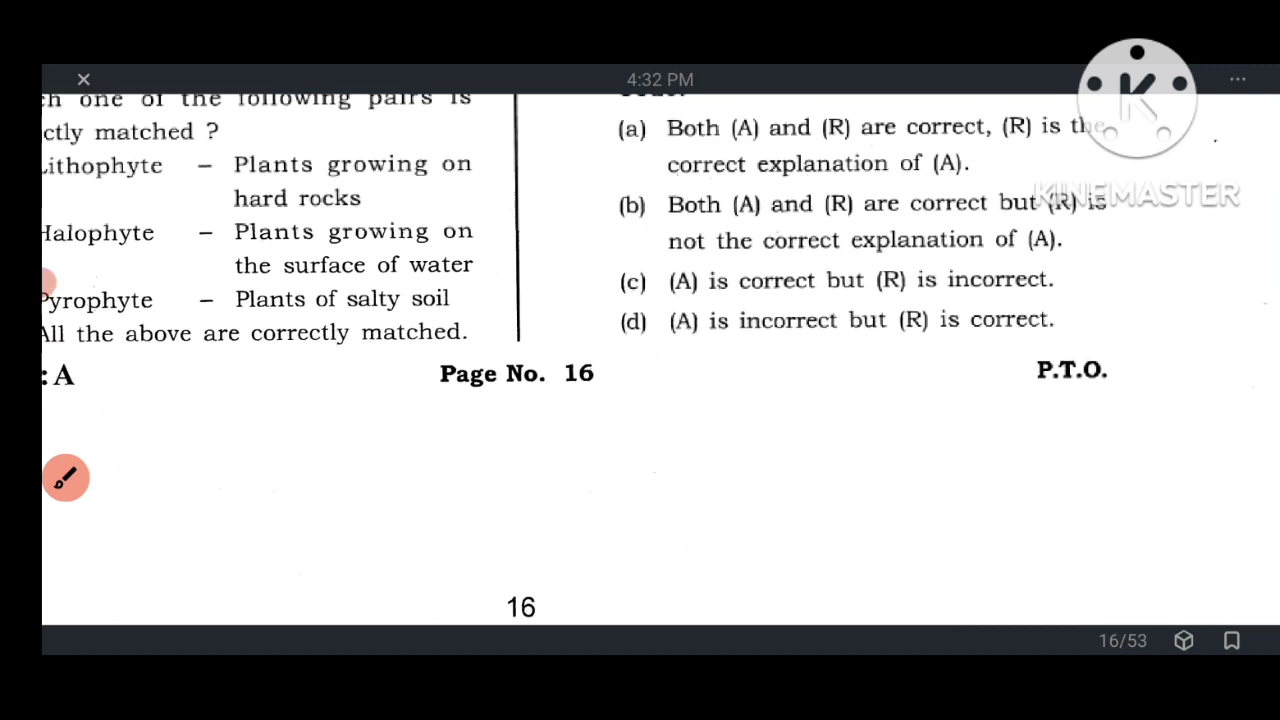 4:32 PM
ch one of the following pairs is
ctly matched ?
Lithophyte – Plants growing on
hard rocks
Halophyte – Plants growing on
the surface of water
Pyrophyte – Plants of salty soil
All the above are correctly matched.
(a) Both (A) and (R) are correct, (R) is the
correct explanation of (A).
(b) Both (A) and (R) are correct but (R) is
not the correct explanation of (A).
(c) (A) is correct but (R) is incorrect.
(d) (A) is incorrect but (R) is correct.
: A
Page No. 16
P.T.O.
16
16/53
K
KINEMASTER